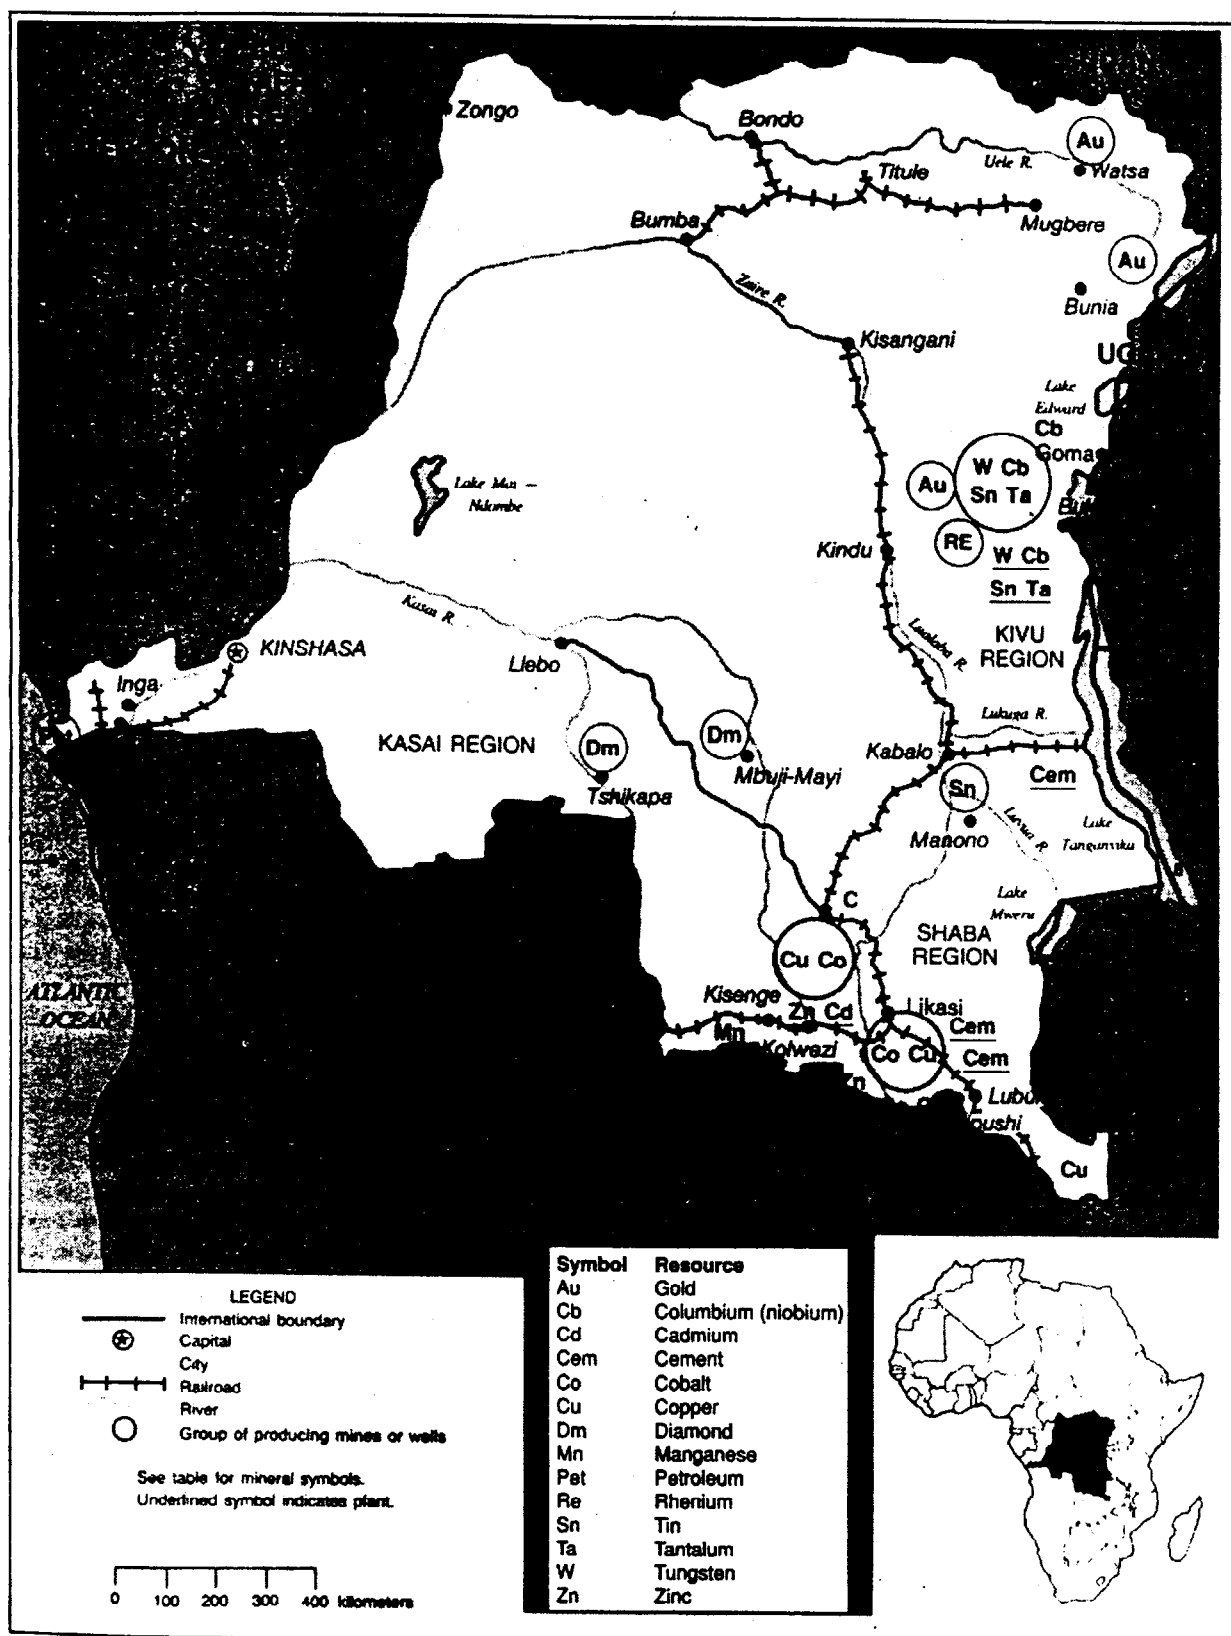 Zongo
Bondo
Au
Uele R.
Watsa
Titule
Mugbere
Bumba
Au
Bunia
Zaire R.
Kisangani
UG
Lake
Edward
Cb
Goma
Lake Mai –
Ndombe
Au
W Cb
Sn Ta
RE
Kindu
W Cb
Sn Ta
KIVU
REGION
Kasai R.
KINSHASA
Llebo
Lualaba R.
Inga
Lukuga R.
KASAI REGION
Dm
Dm
Kabalo
Mbuji-Mayi
Cem
Tshikapa
Sn
Luvua R.
Manono
Lake
Tanganyika
C
Lake
Mweru
SHABA
REGION
Cu Co
ATLANTIC
OCEAN
Kisenge
Zn Cd
Likasi
Cem
Mn
Kolwezi
Co Cu
Cem
Zn
Lubu
pushi
Cu
LEGEND
International boundary
Capital
City
Railroad
River
Group of producing mines or wells
See table for mineral symbols.
Underlined symbol indicates plant.
0 100 200 300 400 kilometers
Symbol Resource
Au Gold
Cb Columbium (niobium)
Cd Cadmium
Cem Cement
Co Cobalt
Cu Copper
Dm Diamond
Mn Manganese
Pet Petroleum
Re Rhenium
Sn Tin
Ta Tantalum
W Tungsten
Zn Zinc